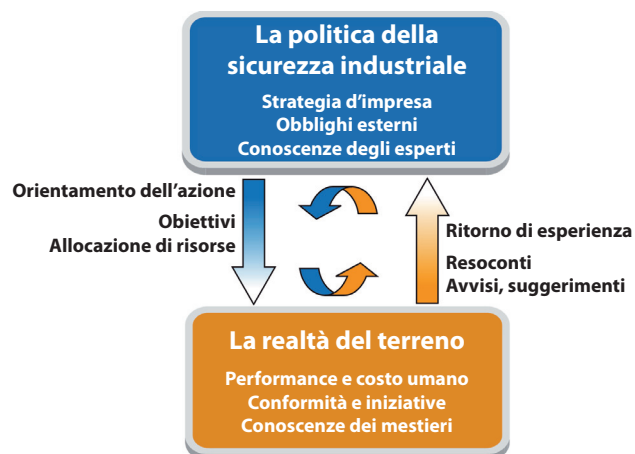 La politica della
sicurezza industriale
Strategia d’impresa
Obblighi esterni
Conoscenze degli esperti
Orientamento dell’azione
Obiettivi
Allocazione di risorse
Ritorno di esperienza
Resoconti
Avvisi, suggerimenti
La realtà del terreno
Performance e costo umano
Conformità e iniziative
Conoscenze dei mestieri